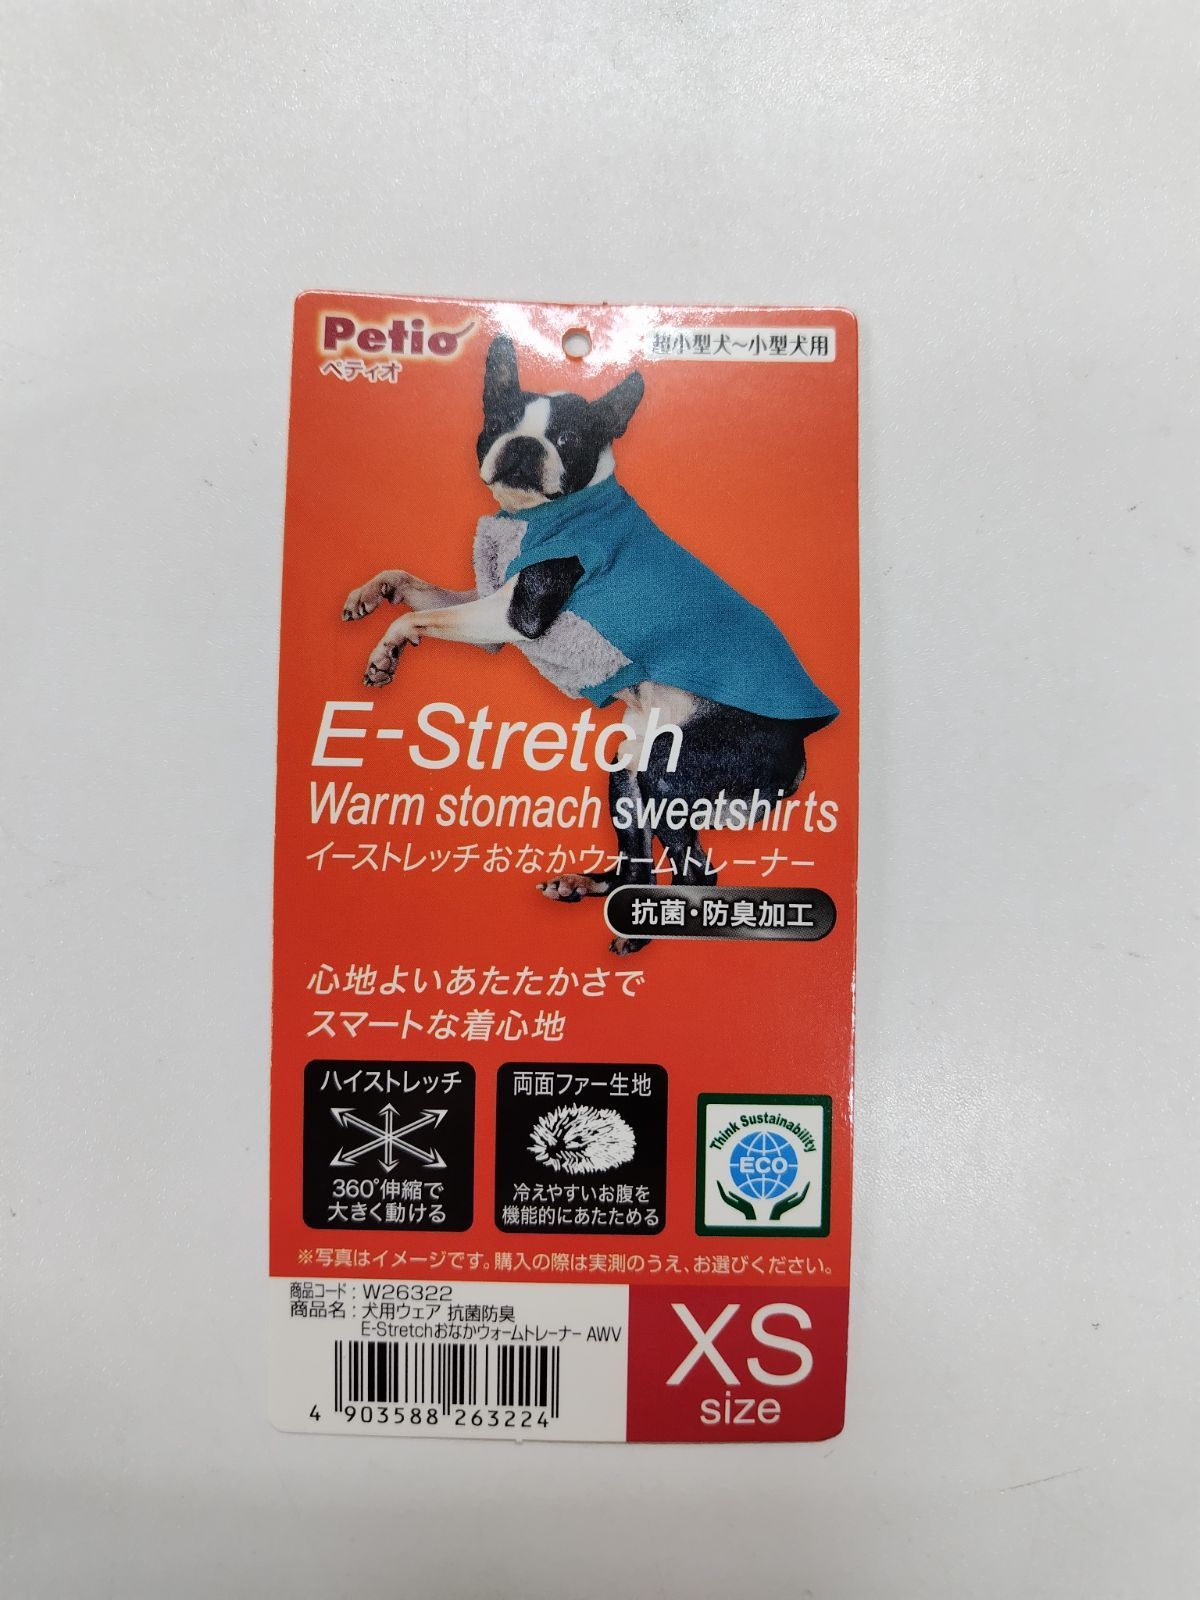 Petio
ペティオ
超小型犬〜小型犬用
E-Stretch
Warm stomach sweatshirts
イーストレッチおなかウォームトレーナー
抗菌・防臭加工
心地よいあたたかさで
スマートな着心地
ハイストレッチ
360°伸縮で
大きく動ける
両面ファー生地
冷えやすいお腹を
機能的にあたためる
Think Sustainability
ECO
※写真はイメージです。購入の際は実測のうえ、お選びください。
商品コード：W26322
商品名：犬用ウェア 抗菌防臭
E-Stretchおなかウォームトレーナー AWV
4 903588 263224
XS
size